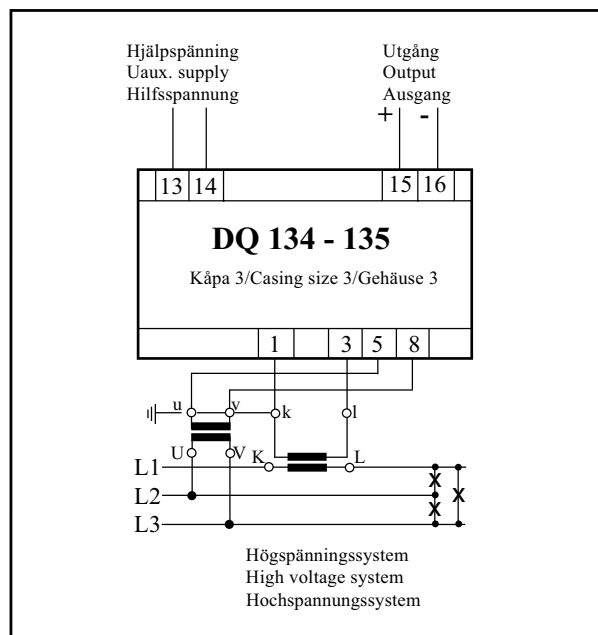 Hjälpspänning
Uaux. supply
Hilfsspannung
Utgång
Output
Ausgang
+ -
13 14 15 16
DQ 134 - 135
Kåpa 3/Casing size 3/Gehäuse 3
1 3 5 8
u v k l
U V K L
L1
L2
L3
X
X X
Högspänningssystem
High voltage system
Hochspannungssystem